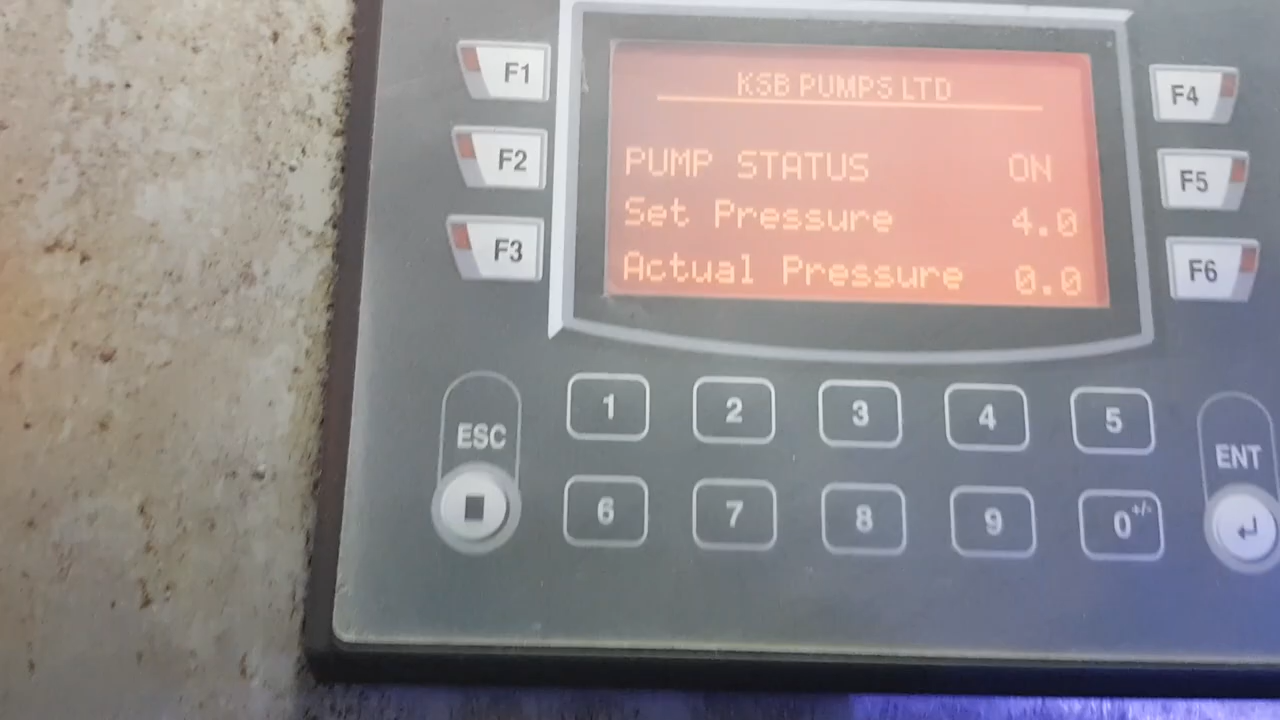 KSB PUMPS LTD
PUMP STATUS ON
Set Pressure 4.0
Actual Pressure 0.0
F1
F2
F3
F4
F5
F6
ESC
1 2 3 4 5
6 7 8 9 0+/-
ENT